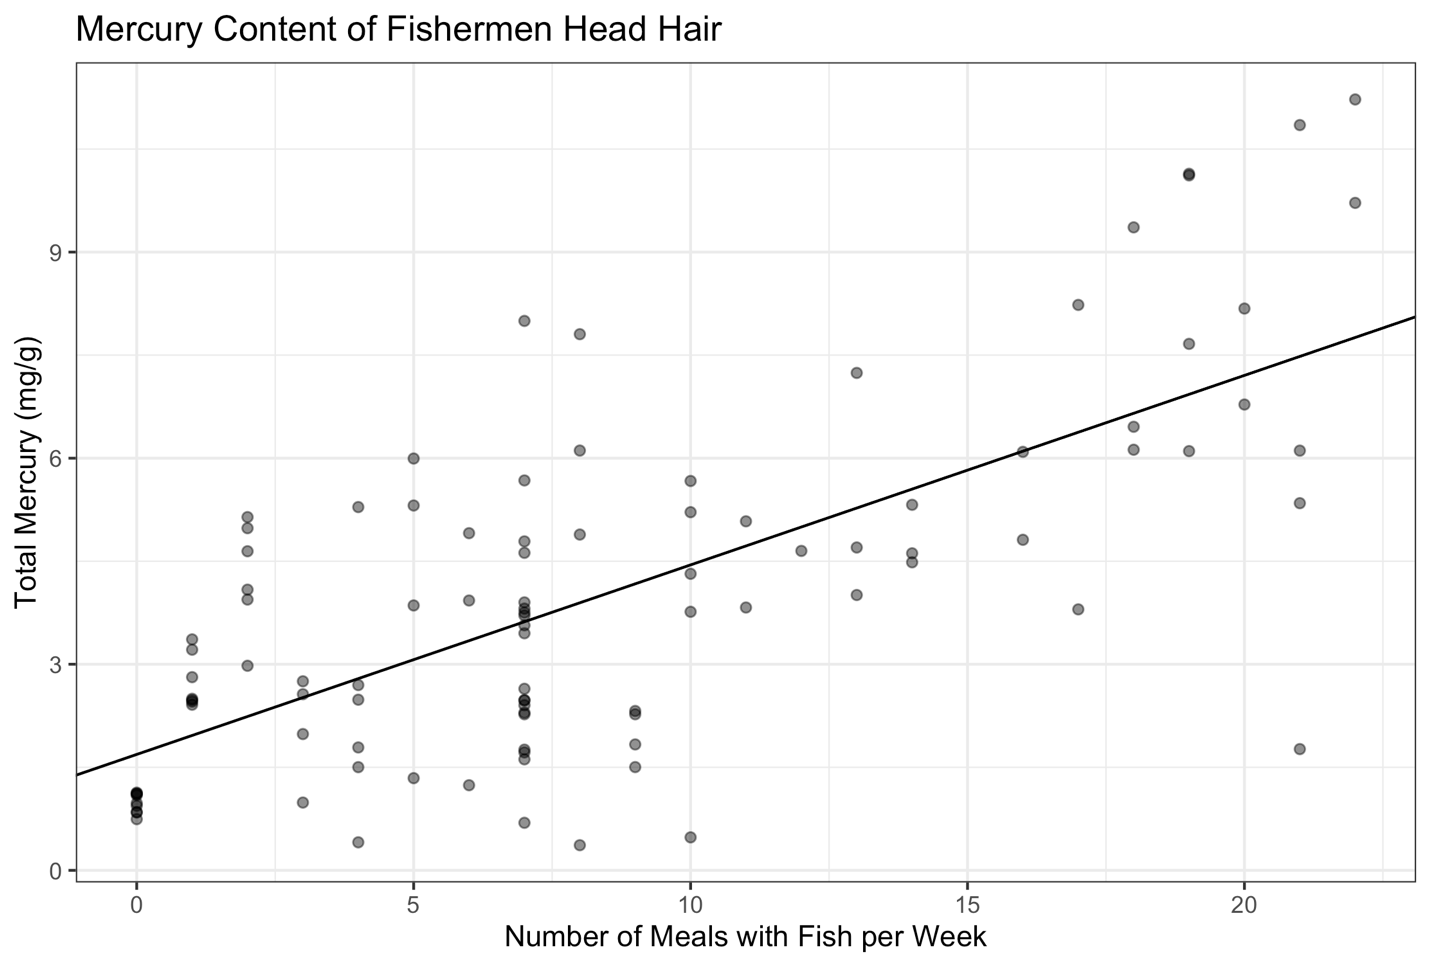 Mercury Content of Fishermen Head Hair
Total Mercury (mg/g)
9
6
3
0
0 5 10 15 20
Number of Meals with Fish per Week